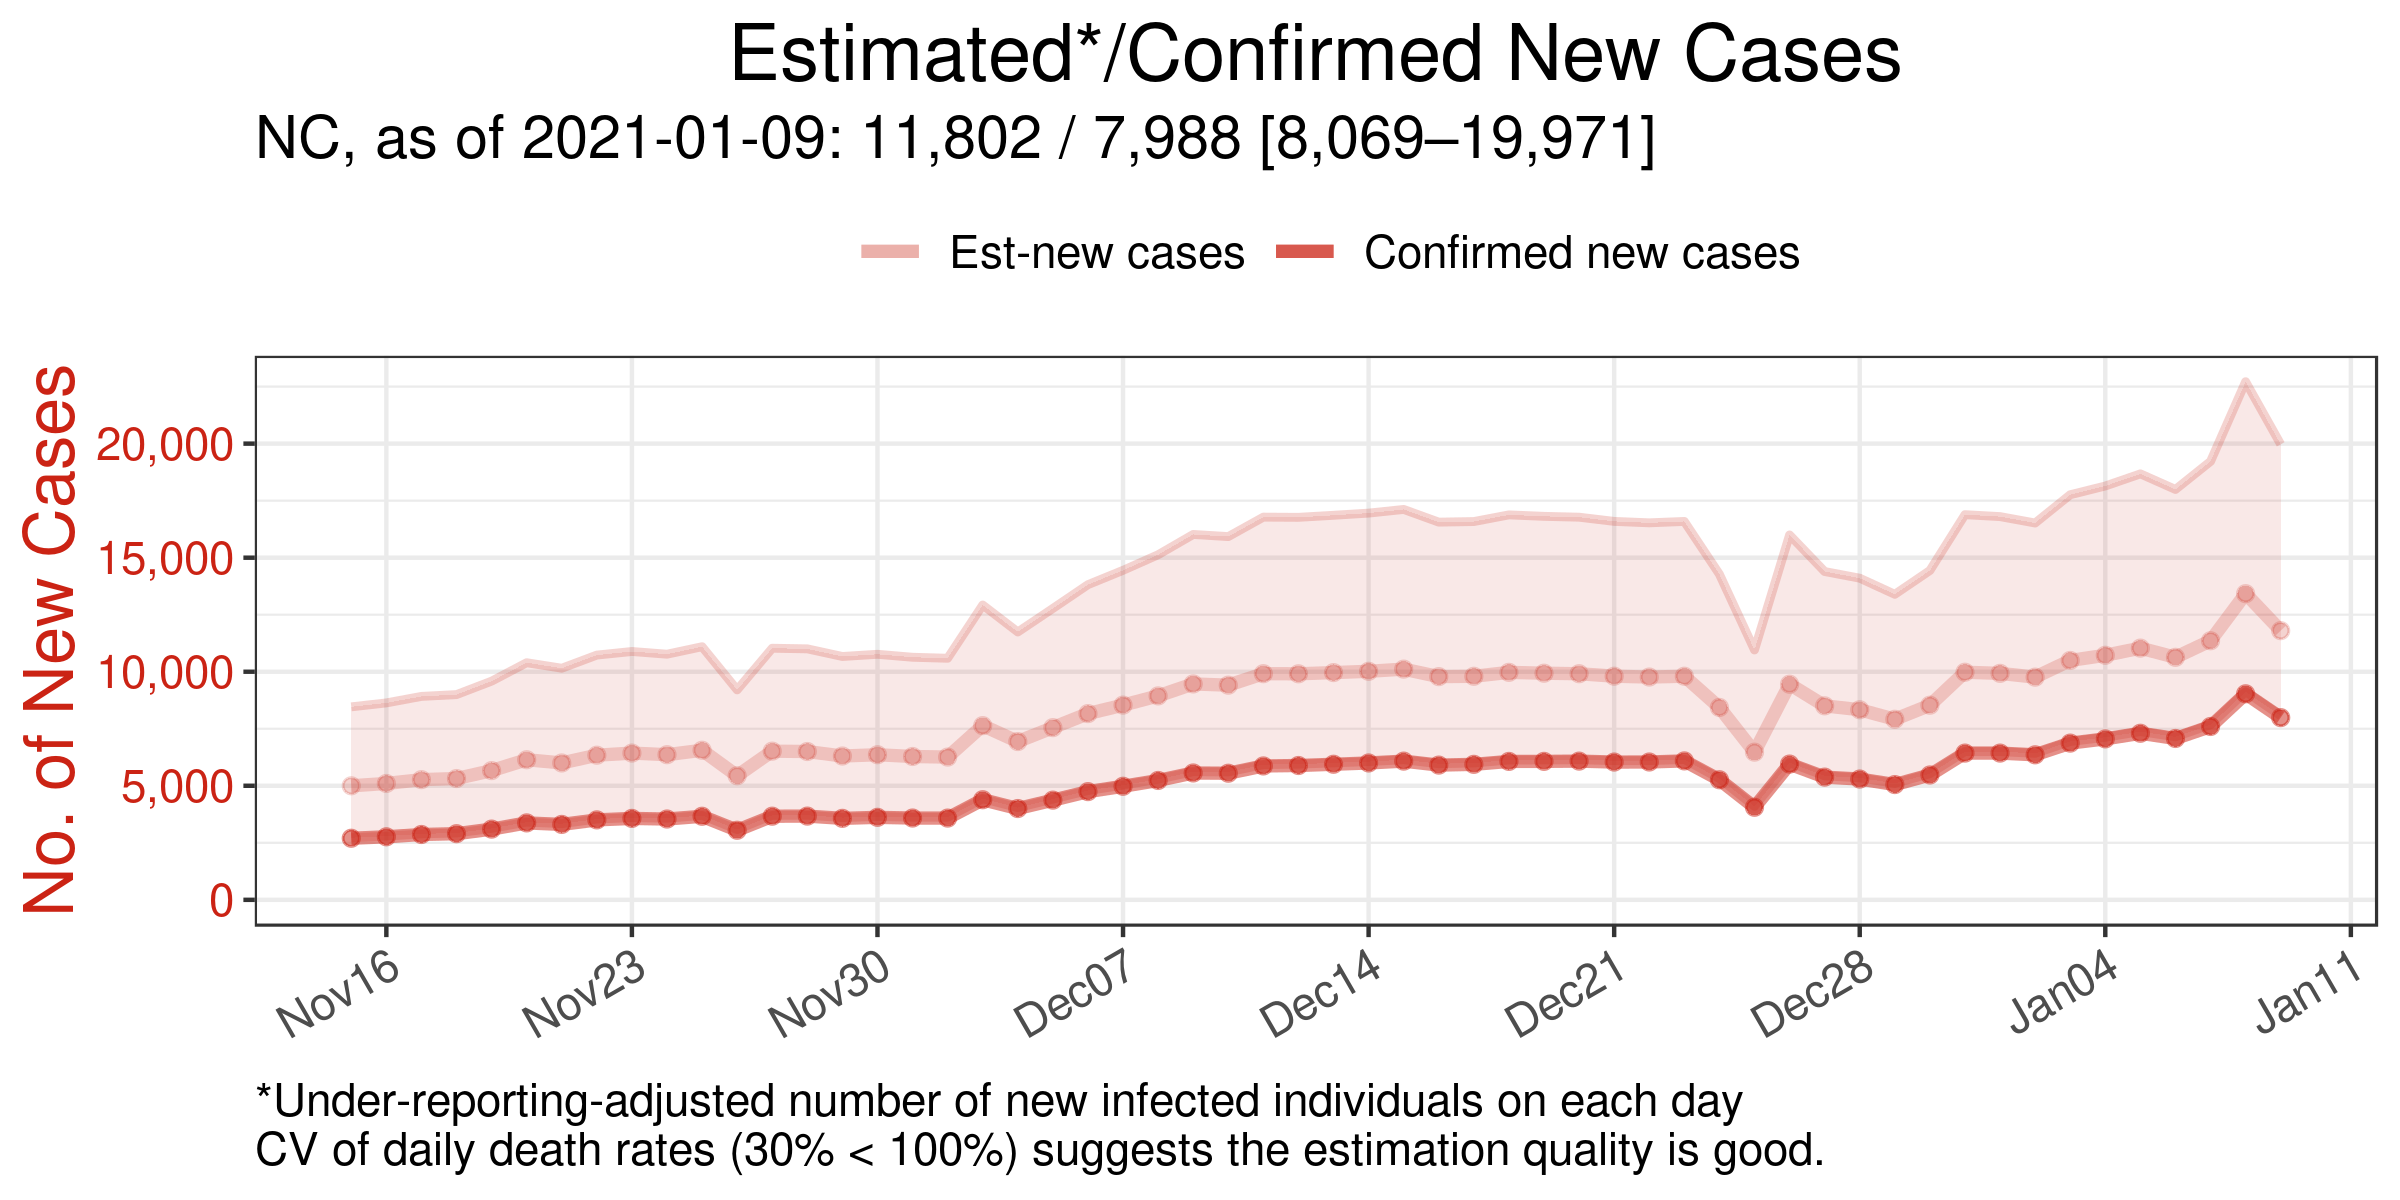 Estimated*/Confirmed New Cases
NC, as of 2021-01-09: 11,802 / 7,988 [8,069–19,971]
Est-new cases
Confirmed new cases
No. of New Cases
20,000
15,000
10,000
5,000
0
Nov16
Nov23
Nov30
Dec07
Dec14
Dec21
Dec28
Jan04
Jan11
*Under-reporting-adjusted number of new infected individuals on each day
CV of daily death rates (30% < 100%) suggests the estimation quality is good.